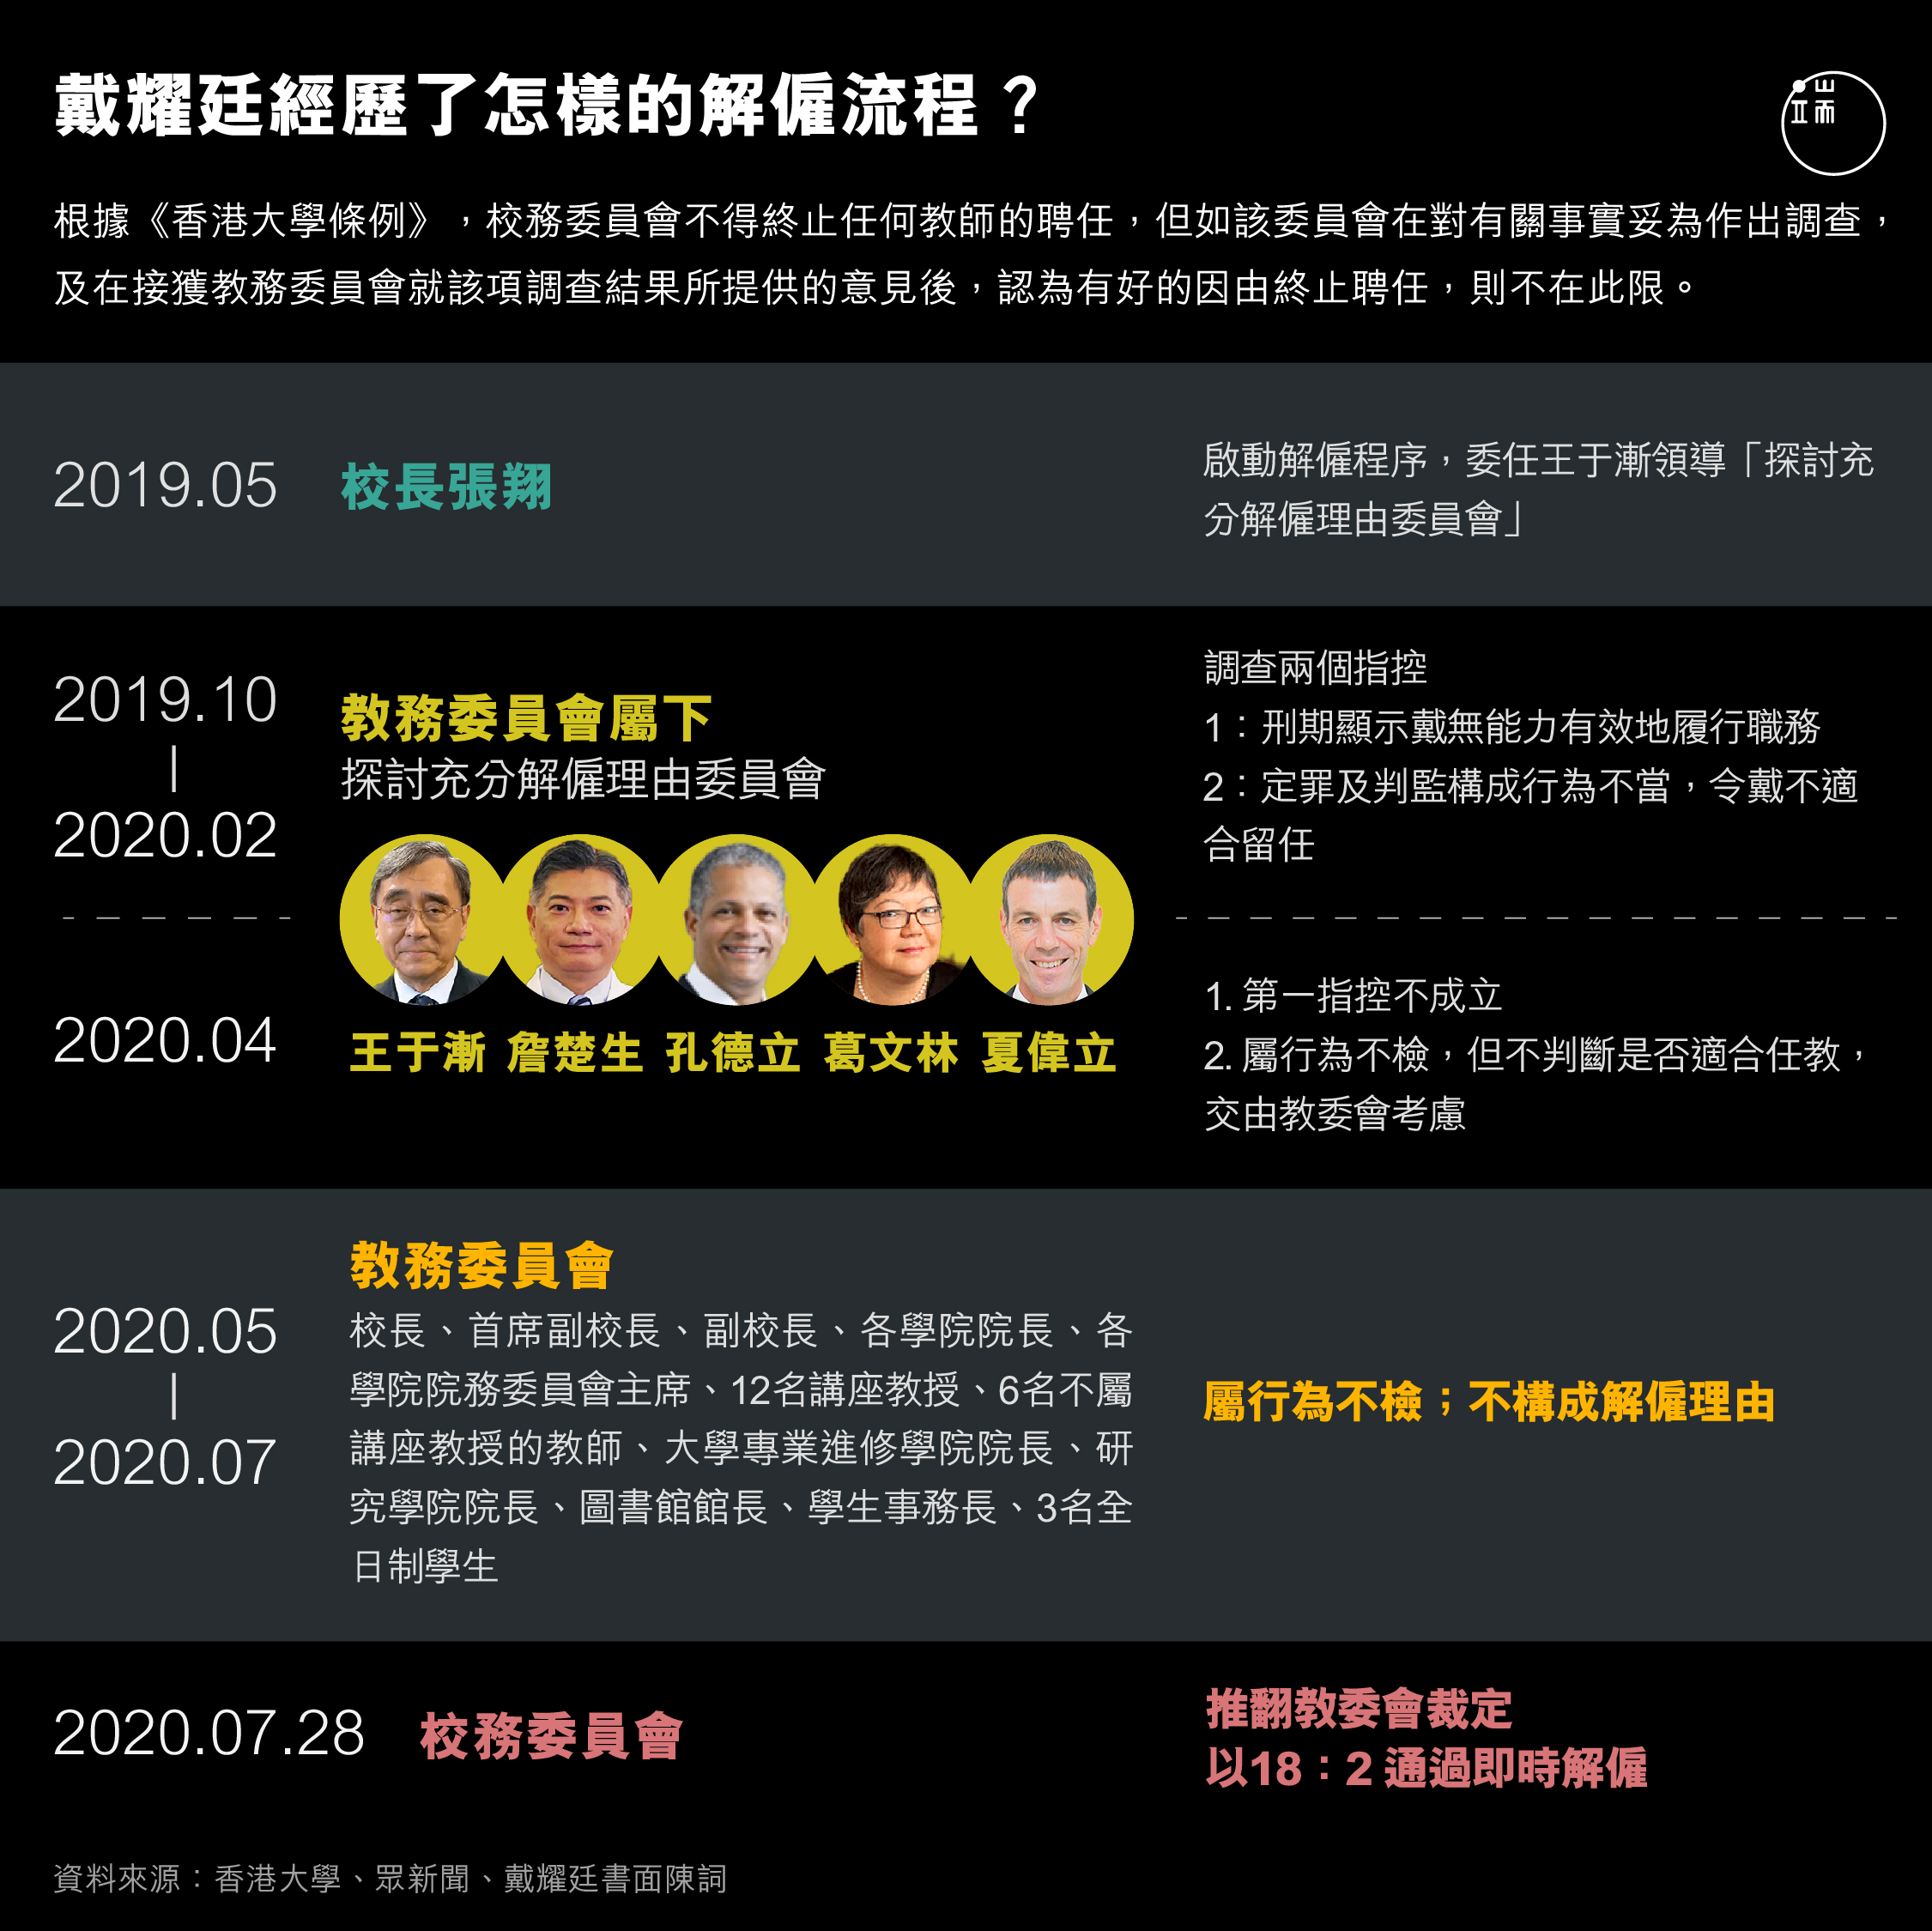 戴耀廷經歷了怎樣的解僱流程？
端
根據《香港大學條例》，校務委員會不得終止任何教師的聘任，但如該委員會在對有關事實妥為作出調查，
及在接獲教務委員會就該項調查結果所提供的意見後，認為有好的因由終止聘任，則不在此限。
2019.05
校長張翔
啟動解僱程序，委任王于漸領導「探討充
分解僱理由委員會」
2019.10
|
2020.02
教務委員會屬下
探討充分解僱理由委員會
調查兩個指控
1：刑期顯示戴無能力有效地履行職務
2：定罪及判監構成行為不當，令戴不適
合留任
2020.04
王于漸 詹楚生 孔德立 葛文林 夏偉立
1. 第一指控不成立
2. 屬行為不檢，但不判斷是否適合任教，
交由教委會考慮
2020.05
|
2020.07
教務委員會
校長、首席副校長、副校長、各學院院長、各
學院院務委員會主席、12名講座教授、6名不屬
講座教授的教師、大學專業進修學院院長、研
究學院院長、圖書館館長、學生事務長、3名全
日制學生
屬行為不檢；不構成解僱理由
2020.07.28
校務委員會
推翻教委會裁定
以18：2 通過即時解僱
資料來源：香港大學、眾新聞、戴耀廷書面陳詞